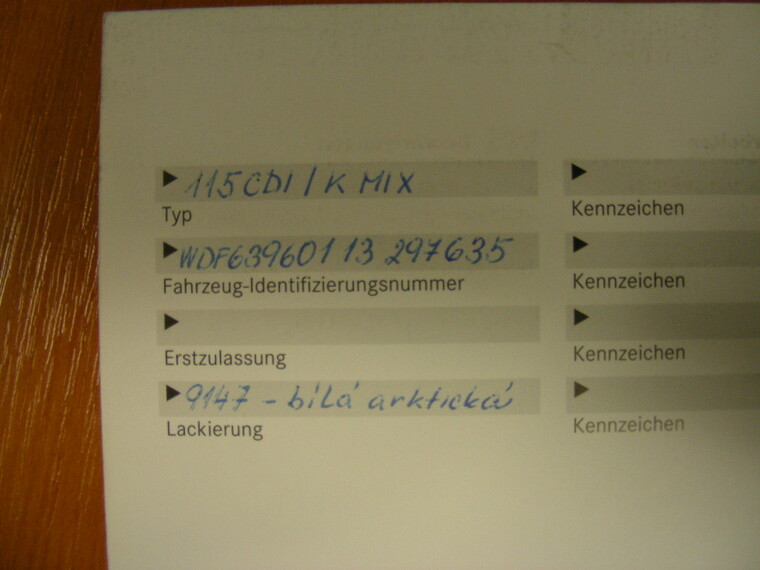 115 CDI / K MIX
Typ
Kennzeichen
WDF639601 13 297635
Fahrzeug-Identifizierungsnummer
Kennzeichen
Erstzulassung
Kennzeichen
9147 - bílá arktická
Lackierung
Kennzeichen